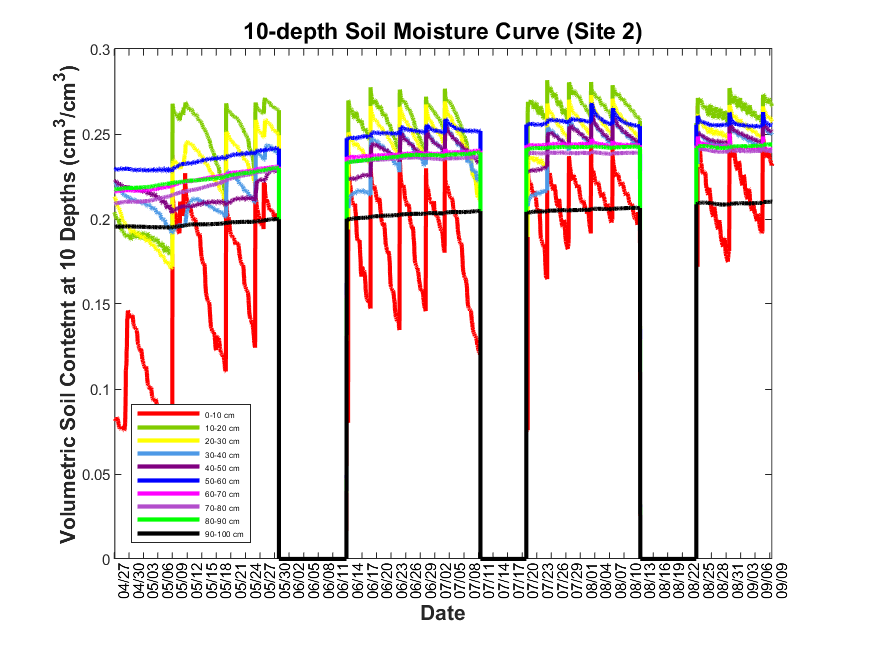 10-depth Soil Moisture Curve (Site 2)
Volumetric Soil Contetnt at 10 Depths (cm3/cm3)
0.3
0.25
0.2
0.15
0.1
0.05
0
0-10 cm
10-20 cm
20-30 cm
30-40 cm
40-50 cm
50-60 cm
60-70 cm
70-80 cm
80-90 cm
90-100 cm
04/27 04/30 05/03 05/06 05/09 05/12 05/15 05/18 05/21 05/24 05/27 05/30 06/02 06/05 06/08 06/11 06/14 06/17 06/20 06/23 06/26 06/29 07/02 07/05 07/08 07/11 07/14 07/17 07/20 07/23 07/26 07/29 08/01 08/04 08/07 08/10 08/13 08/16 08/19 08/22 08/25 08/28 08/31 09/03 09/06 09/09
Date